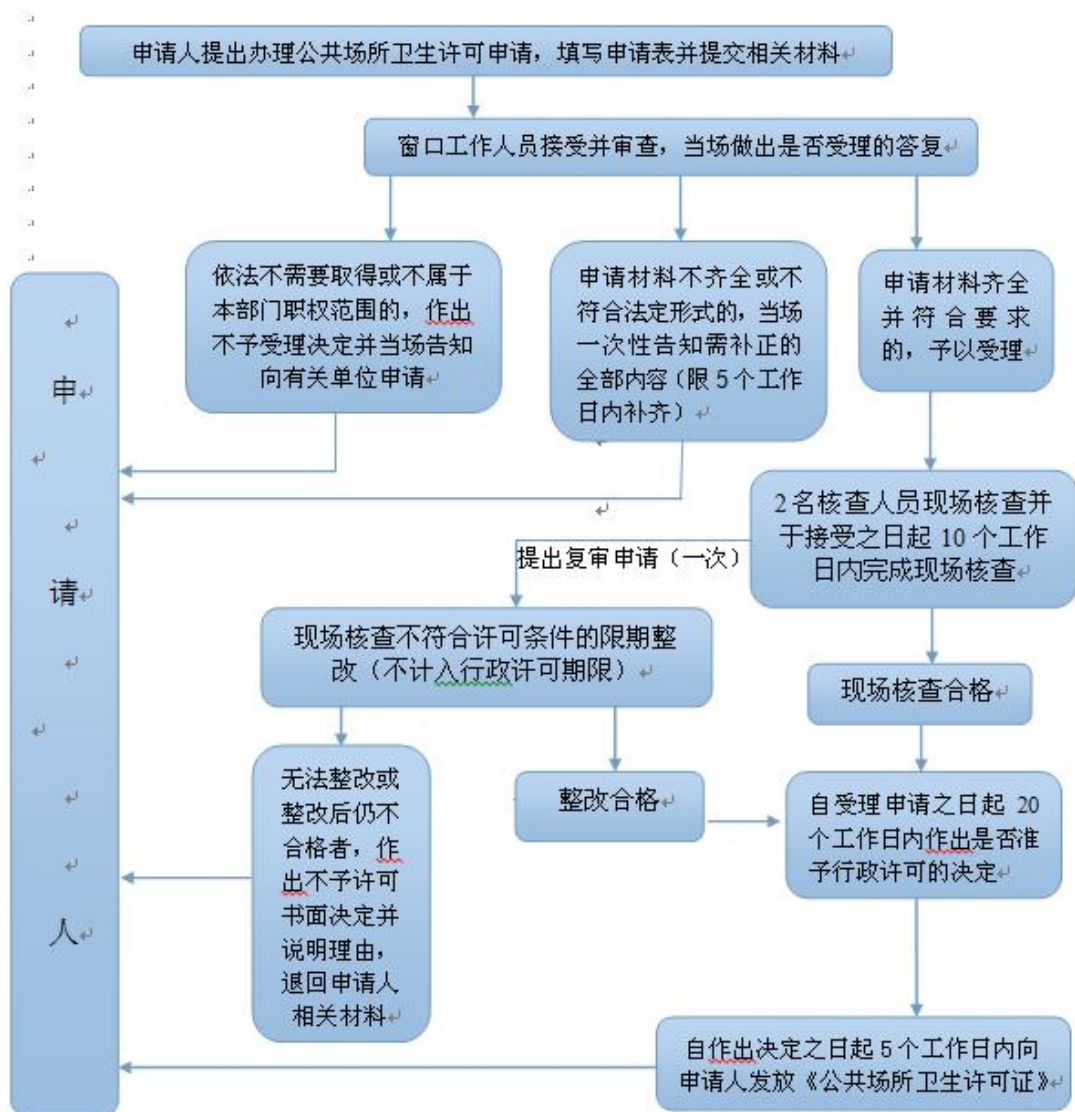 申请人提出办理公共场所卫生许可申请，填写申请表并提交相关材料
窗口工作人员接受并审查，当场做出是否受理的答复
依法不需要取得或不属于
本部门职权范围的，作出
不予受理决定并当场告知
向有关单位申请
申请材料不齐全或不
符合法定形式的，当场
一次性告知需补正的
全部内容（限5个工作
日内补齐）
申请材料齐全
并符合要求
的，予以受理
2名核查人员现场核查并
于接受之日起10个工作
日内完成现场核查
提出复审申请（一次）
现场核查不符合许可条件的限期整
改（不计入行政许可期限）
现场核查合格
无法整改或
整改后仍不
合格者，作
出不予许可
书面决定并
说明理由，
退回申请人
相关材料
整改合格
自受理申请之日起20
个工作日内作出是否准
予行政许可的决定
自作出决定之日起5个工作日内向
申请人发放《公共场所卫生许可证》
申
请
人